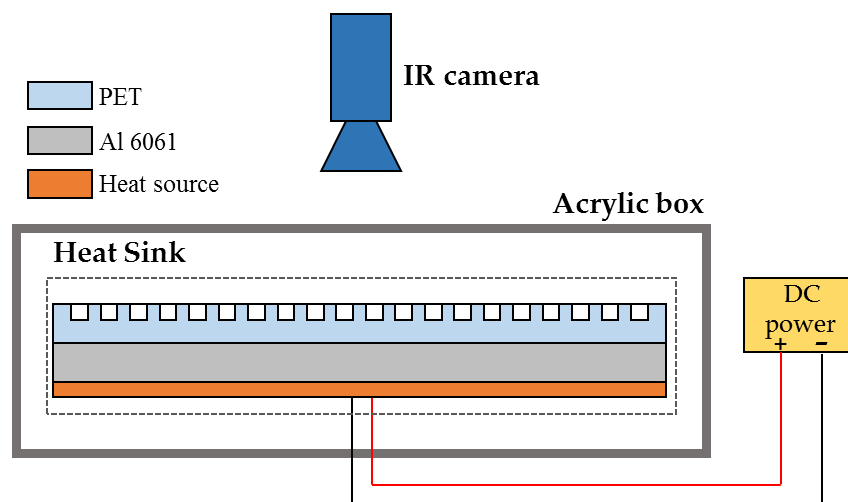 IR camera
PET
Al 6061
Heat source
Acrylic box
Heat Sink
DC
power
+ -